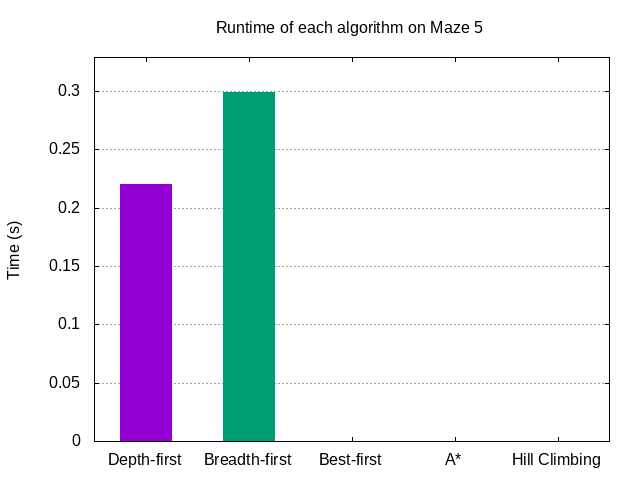 Runtime of each algorithm on Maze 5
0.3
0.25
0.2
0.15
0.1
0.05
0
Time (s)
Depth-first
Breadth-first
Best-first
A*
Hill Climbing